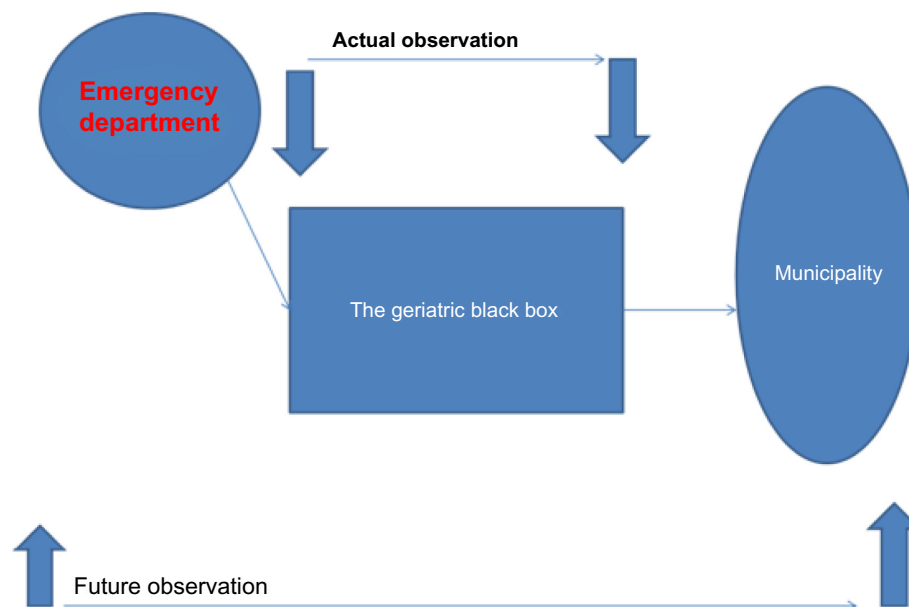 Actual observation
Emergency
department
Municipality
The geriatric black box
Future observation